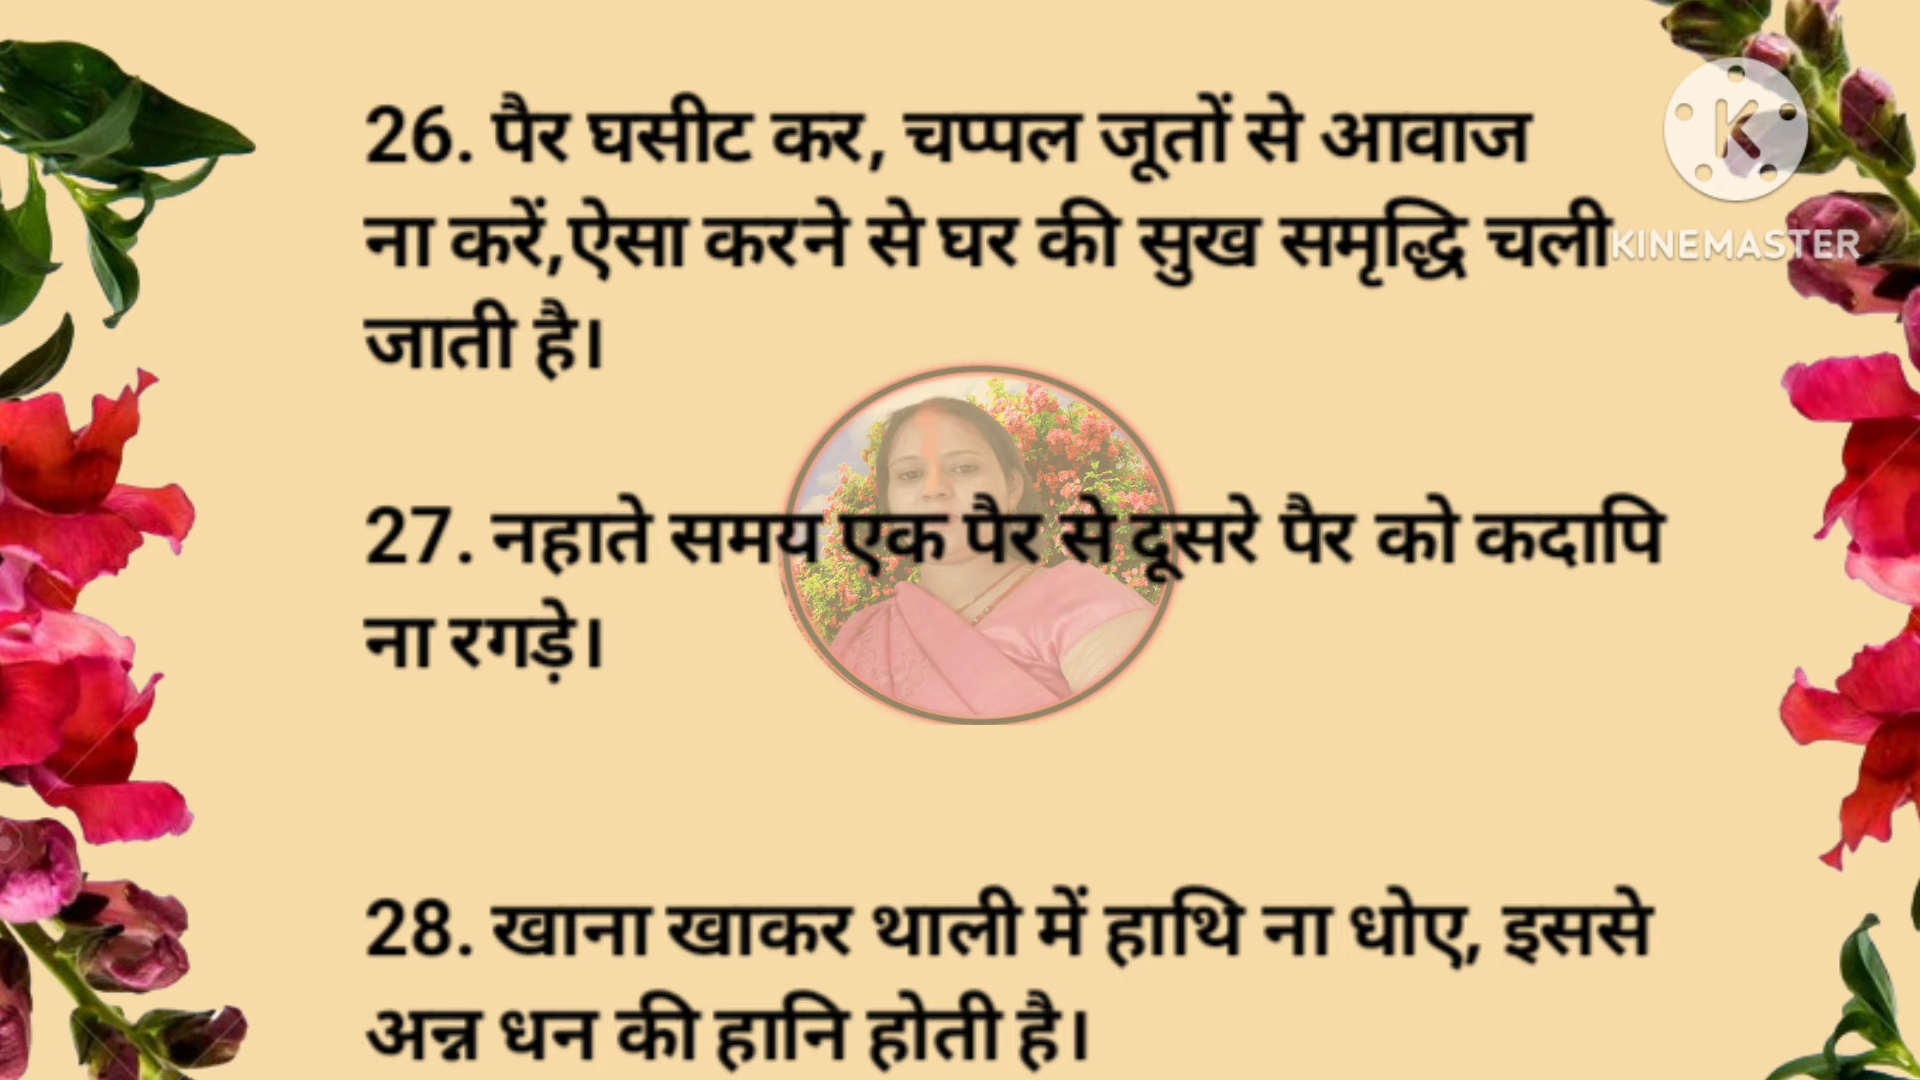 26. पैर घसीट कर, चप्पल जूतों से आवाज
ना करें,ऐसा करने से घर की सुख समृद्धि चली
जाती है।
KINEMASTER
27. नहाते समय एक पैर से दूसरे पैर को कदापि
ना रगड़े।
28. खाना खाकर थाली में हाथि ना धोए, इससे
अन्न धन की हानि होती है।